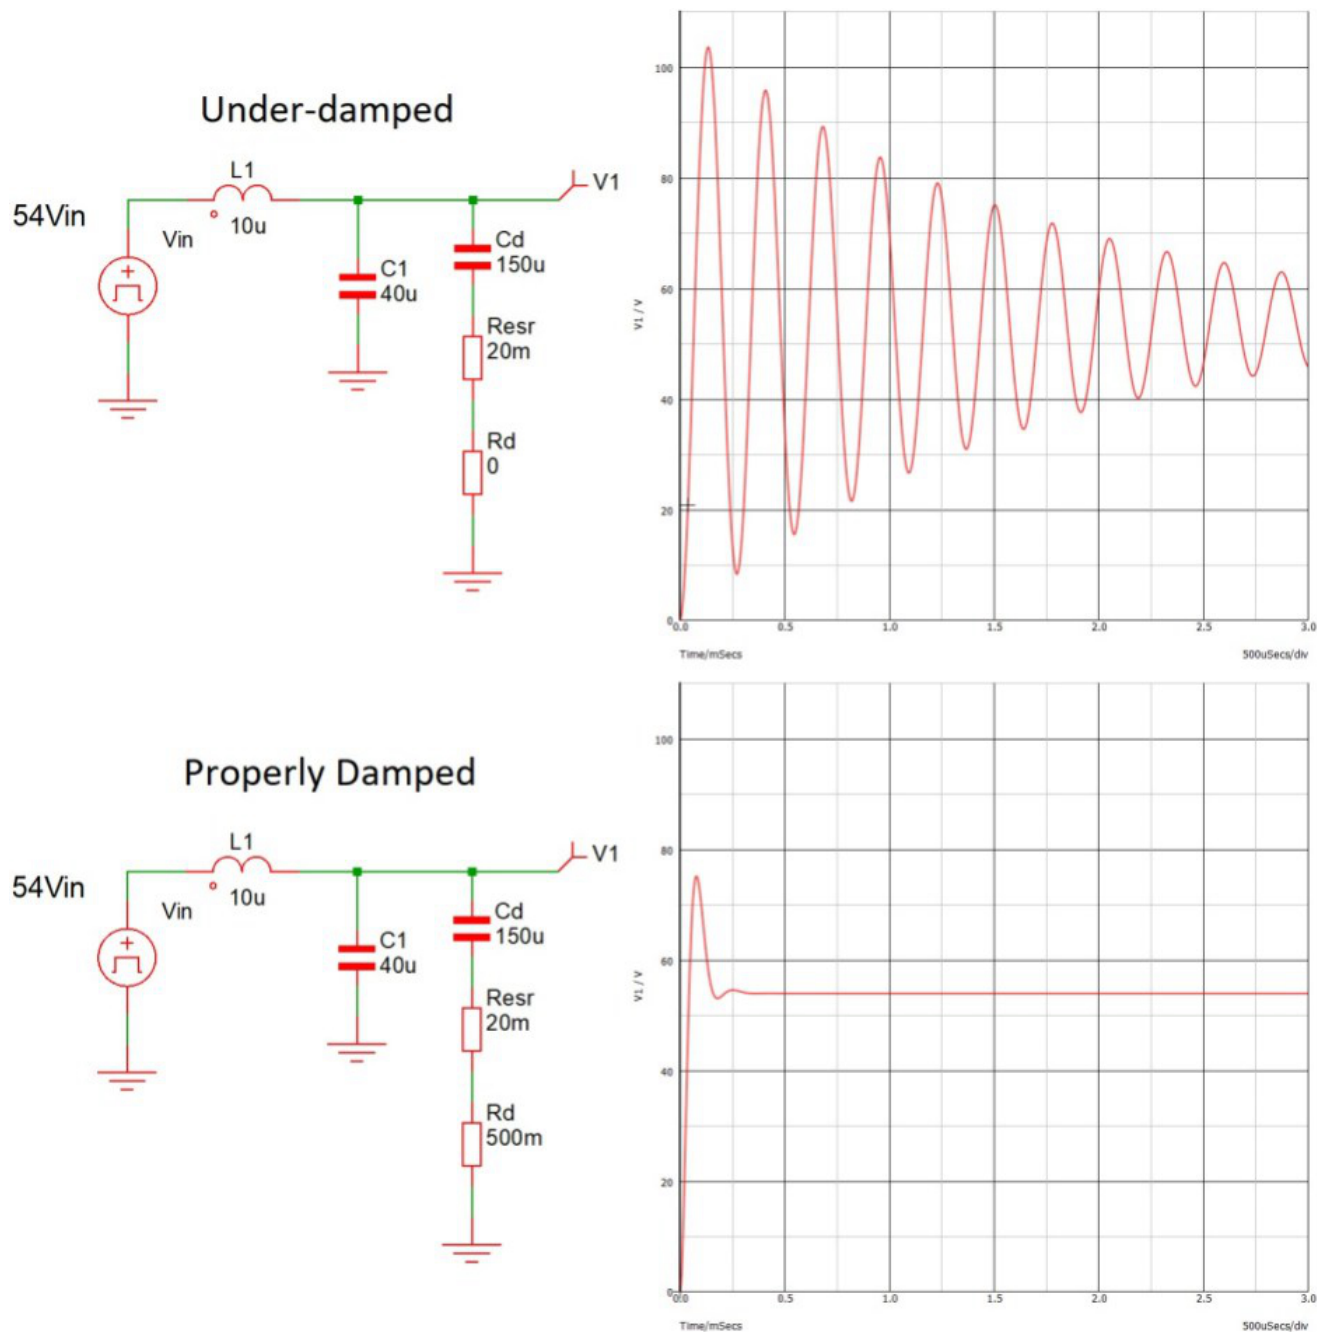 Under-damped
54Vin
Vin
+
L1
10u
C1
40u
Cd
150u
Resr
20m
Rd
0
V1
V1 / V
100
80
60
40
20
0
0.0
0.5
1.0
1.5
2.0
2.5
3.0
Time/mSecs
500uSecs/div
Properly Damped
54Vin
Vin
+
L1
10u
C1
40u
Cd
150u
Resr
20m
Rd
500m
V1
V1 / V
100
80
60
40
20
0
0.0
0.5
1.0
1.5
2.0
2.5
3.0
Time/mSecs
500uSecs/div